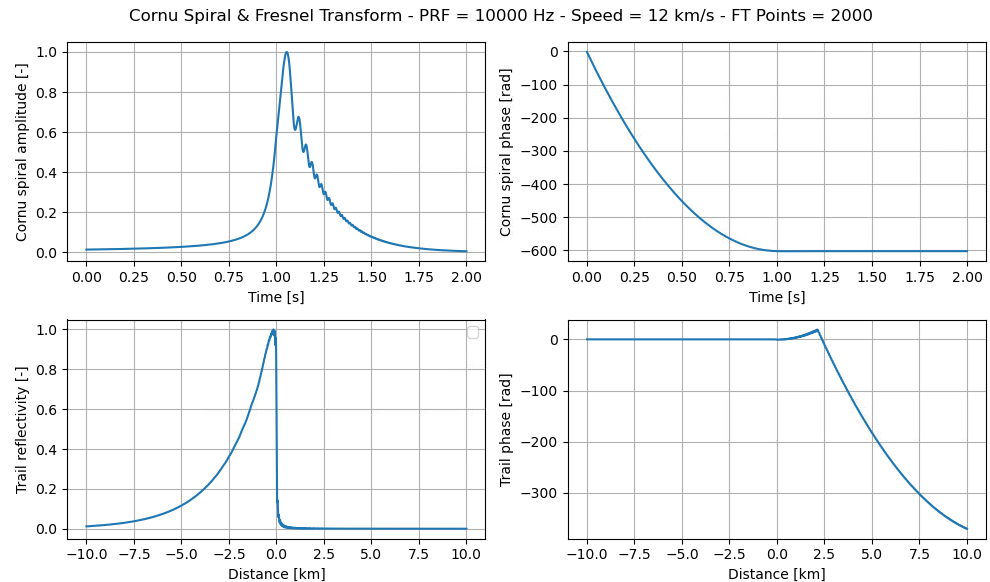 Cornu Spiral & Fresnel Transform - PRF = 10000 Hz - Speed = 12 km/s - FT Points = 2000
Cornu spiral amplitude [-]
1.0
0.8
0.6
0.4
0.2
0.0
0.00 0.25 0.50 0.75 1.00 1.25 1.50 1.75 2.00
Time [s]
Cornu spiral phase [rad]
0
−100
−200
−300
−400
−500
−600
0.00 0.25 0.50 0.75 1.00 1.25 1.50 1.75 2.00
Time [s]
Trail reflectivity [-]
1.0
0.8
0.6
0.4
0.2
0.0
−10.0 −7.5 −5.0 −2.5 0.0 2.5 5.0 7.5 10.0
Distance [km]
Trail phase [rad]
0
−100
−200
−300
−10.0 −7.5 −5.0 −2.5 0.0 2.5 5.0 7.5 10.0
Distance [km]